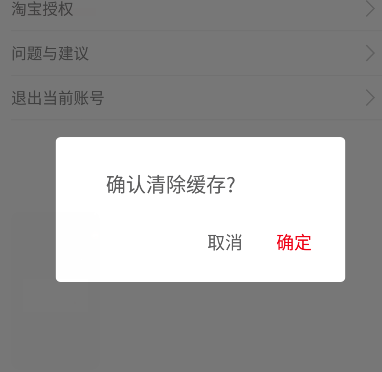 淘宝授权
问题与建议
退出当前账号
确认清除缓存?
取消 确定